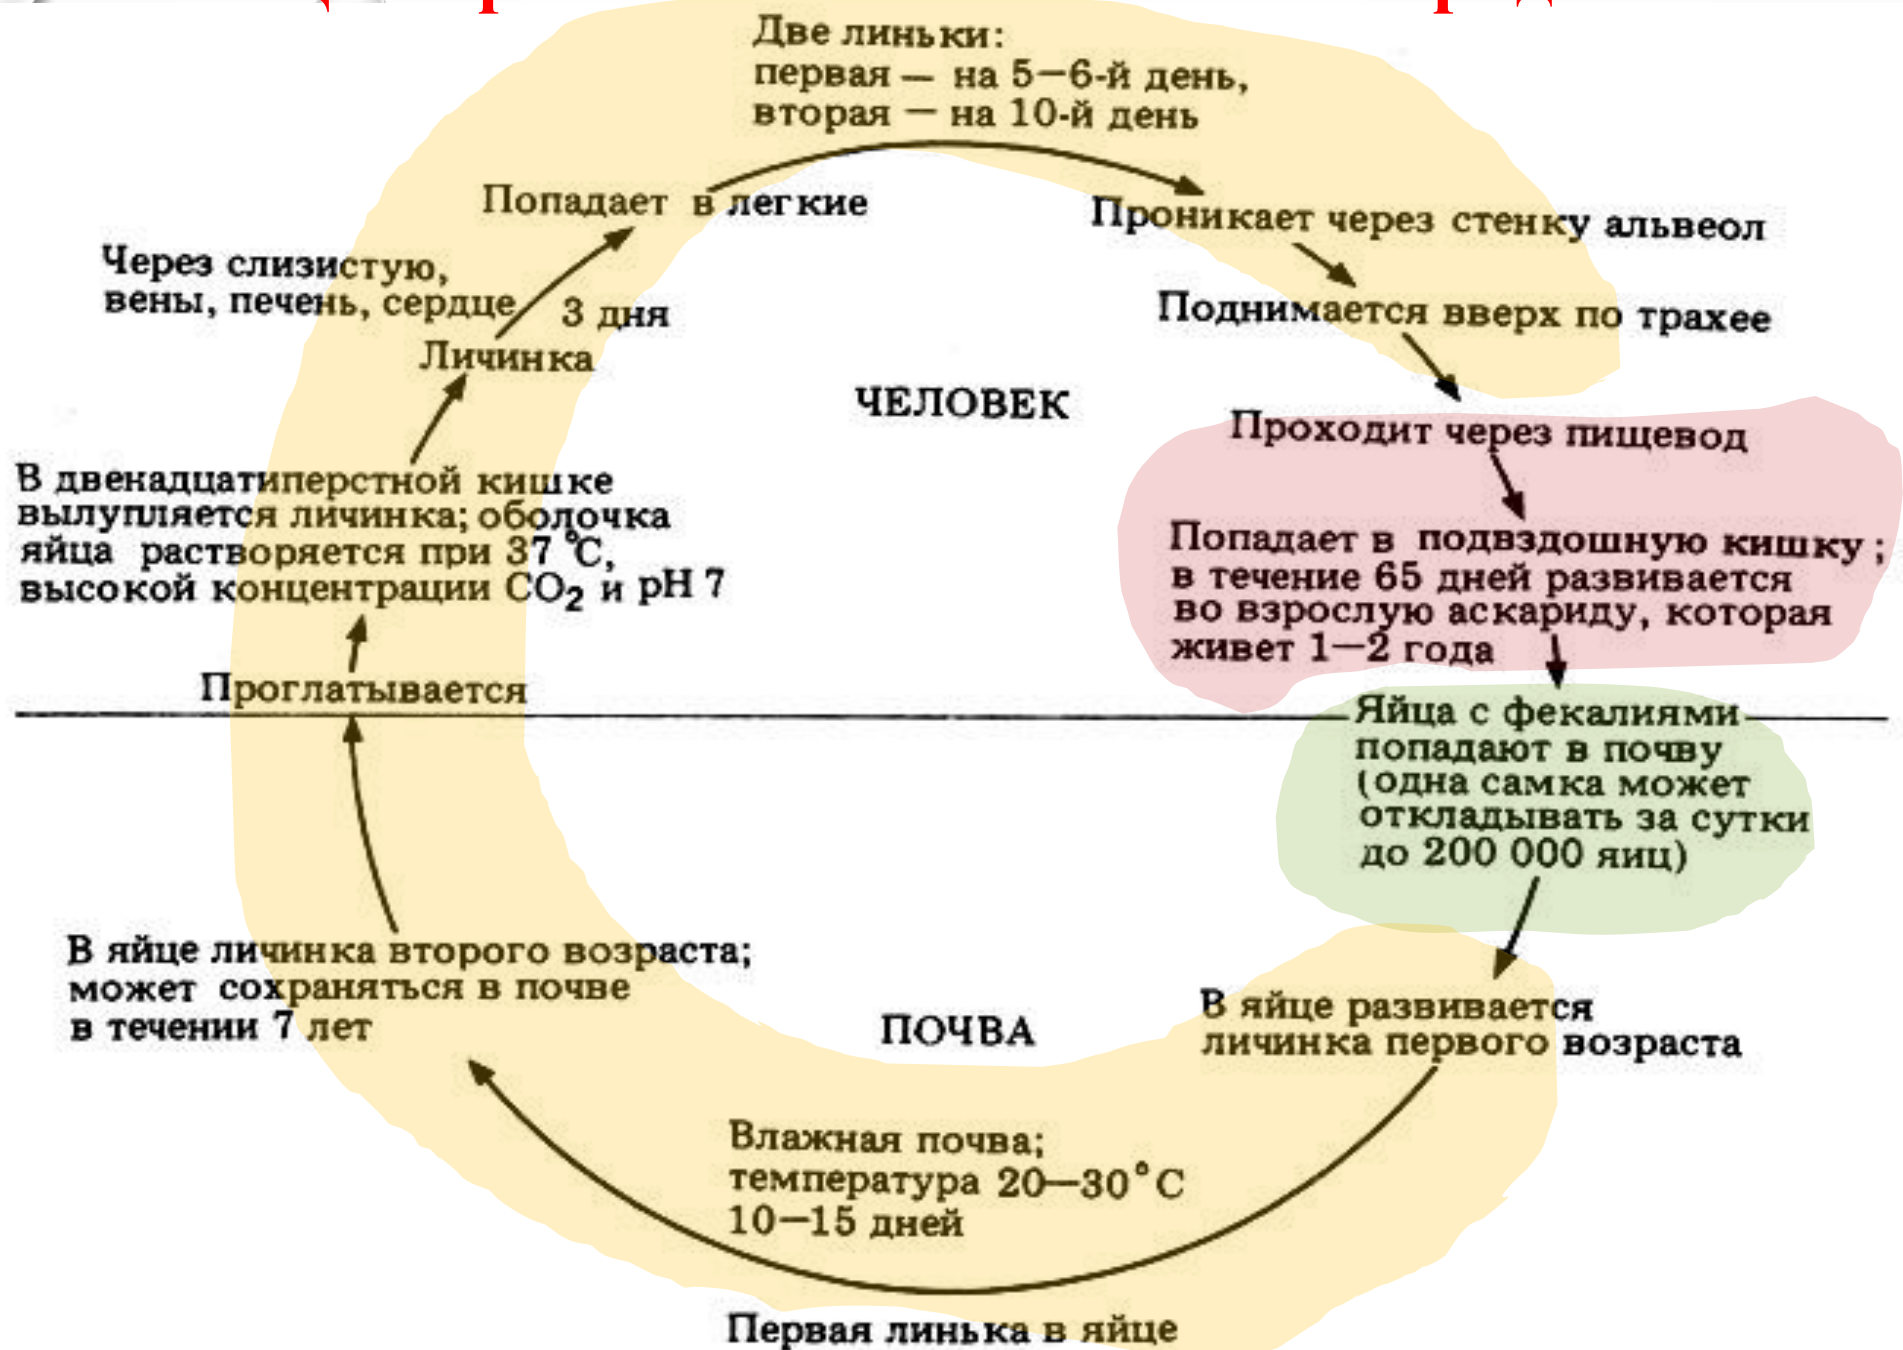 Две линьки:
первая — на 5—6-й день,
вторая — на 10-й день
Попадает в легкие
Проникает через стенку альвеол
Через слизистую,
вены, печень, сердце
3 дня
Поднимается вверх по трахее
Личинка
ЧЕЛОВЕК
Проходит через пищевод
В двенадцатиперстной кишке
вылупляется личинка; оболочка
яйца растворяется при 37 °С,
высокой концентрации CO₂ и pH 7
Попадает в подвздошную кишку;
в течение 65 дней развивается
во взрослую аскариду, которая
живет 1—2 года
Проглатывается
Яйца с фекалиями
попадают в почву
(одна самка может
откладывать за сутки
до 200 000 яиц)
В яйце личинка второго возраста;
может сохраняться в почве
в течении 7 лет
ПОЧВА
В яйце развивается
личинка первого возраста
Влажная почва;
температура 20—30°С
10—15 дней
Первая линька в яйце